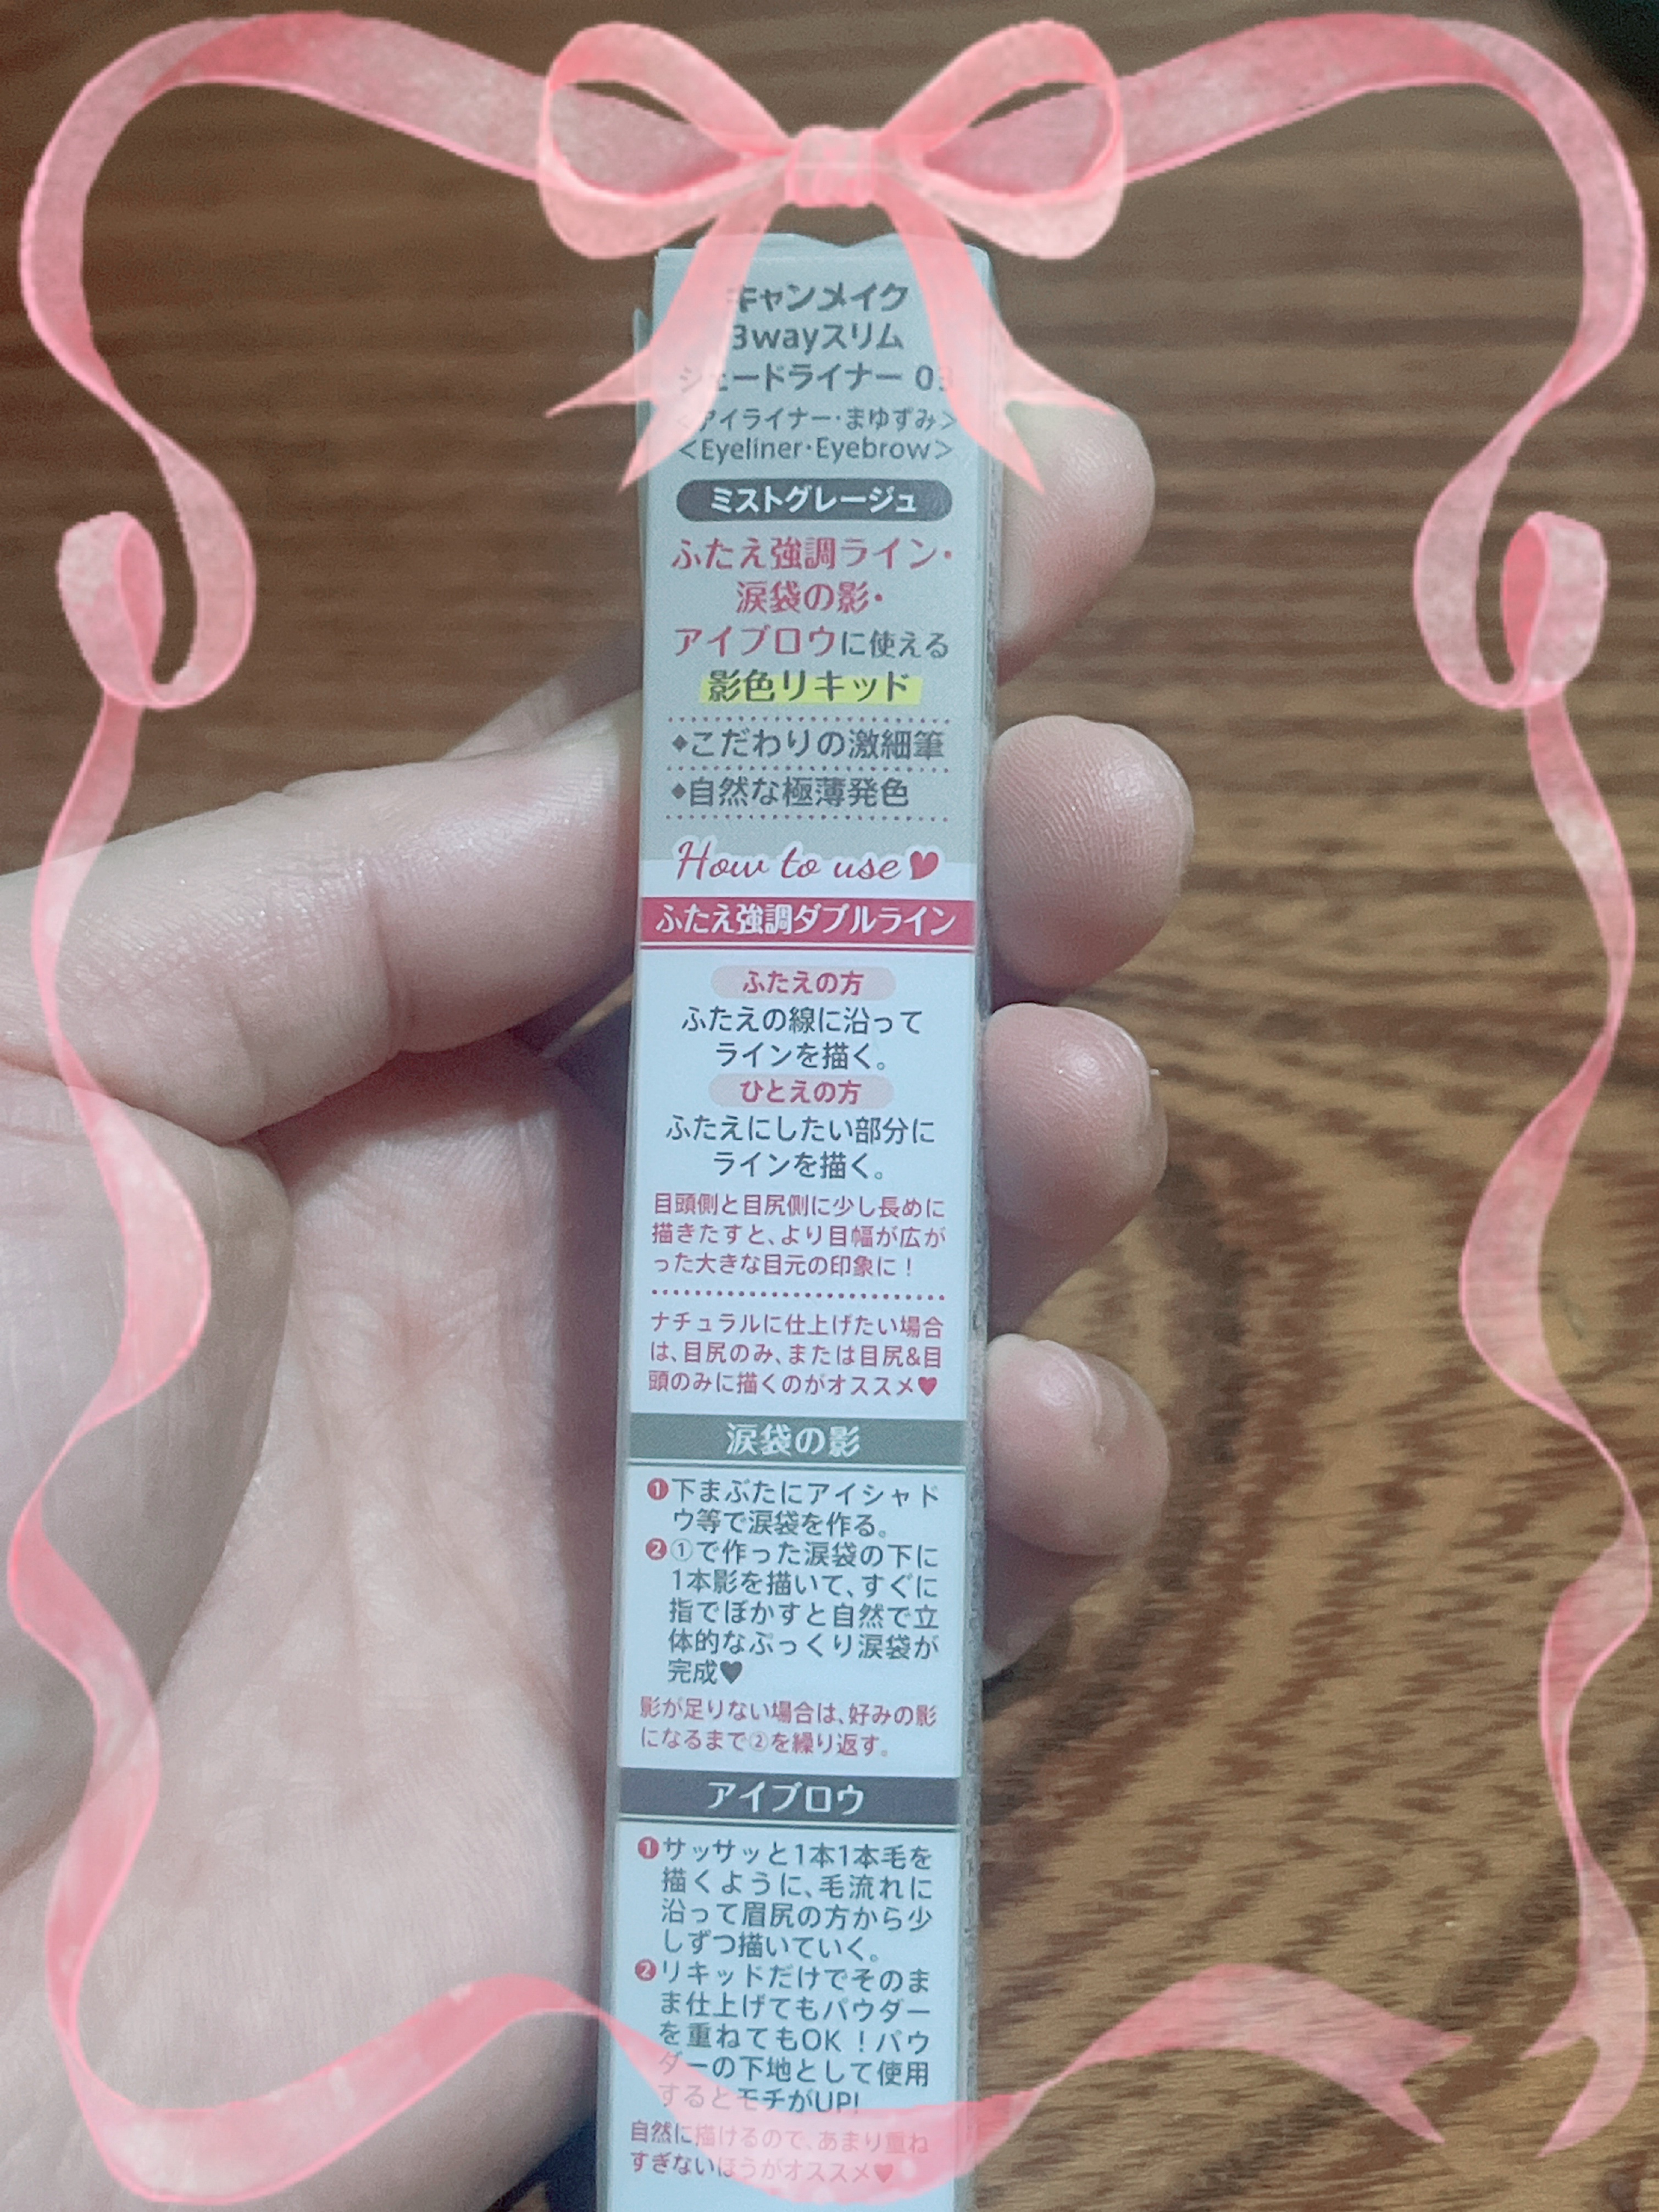 キャンメイク
3wayスリム
シェードライナー 03
<アイライナー・まゆずみ>
<Eyeliner・Eyebrow>
ミストグレージュ
ふたえ強調ライン・
涙袋の影・
アイブロウに使える
影色リキッド
◆こだわりの激細筆
◆自然な極薄発色
How to use♥
ふたえ強調ダブルライン
ふたえの方
ふたえの線に沿って
ラインを描く。
ひとえの方
ふたえにしたい部分に
ラインを描く。
目頭側と目尻側に少し長めに
描きたすと、より目幅が広が
った大きな目元の印象に!
ナチュラルに仕上げたい場合
は、目尻のみ、または目尻&目
頭のみに描くのがオススメ♥
涙袋の影
❶下まぶたにアイシャド
ウ等で涙袋を作る。
❷①で作った涙袋の下に
1本影を描いて、すぐに
指でぼかすと自然で立
体的なぷっくり涙袋が
完成♥
影が足りない場合は、好みの影
になるまで②を繰り返す。
アイブロウ
❶サッサッと1本1本毛を
描くように、毛流れに
沿って眉尻の方から少
しずつ描いていく。
❷リキッドだけでそのま
ま仕上げてもパウダー
を重ねてもOK!パウ
ダーの下地として使用
するとモチがUP!
自然に描けるので、あまり重ね
すぎないほうがオススメ♥